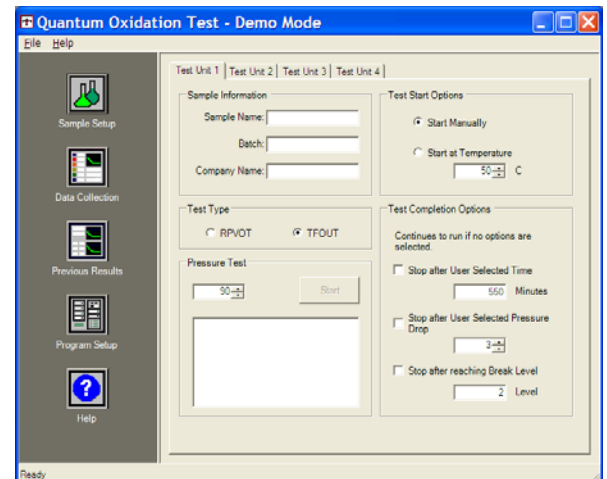 Quantum Oxidation Test - Demo Mode
File Help
Test Unit 1 Test Unit 2 Test Unit 3 Test Unit 4
Sample Setup
Data Collection
Previous Results
Program Setup
Help
Sample Information
Sample Name:
Batch:
Company Name:
Test Type
RPVOT TFOUT
Pressure Test
90 Start
Test Start Options
Start Manually
Start at Temperature
50 C
Test Completion Options
Continues to run if no options are
selected.
Stop after User Selected Time
550 Minutes
Stop after User Selected Pressure
Drop
3
Stop after reaching Break Level
2 Level
Ready